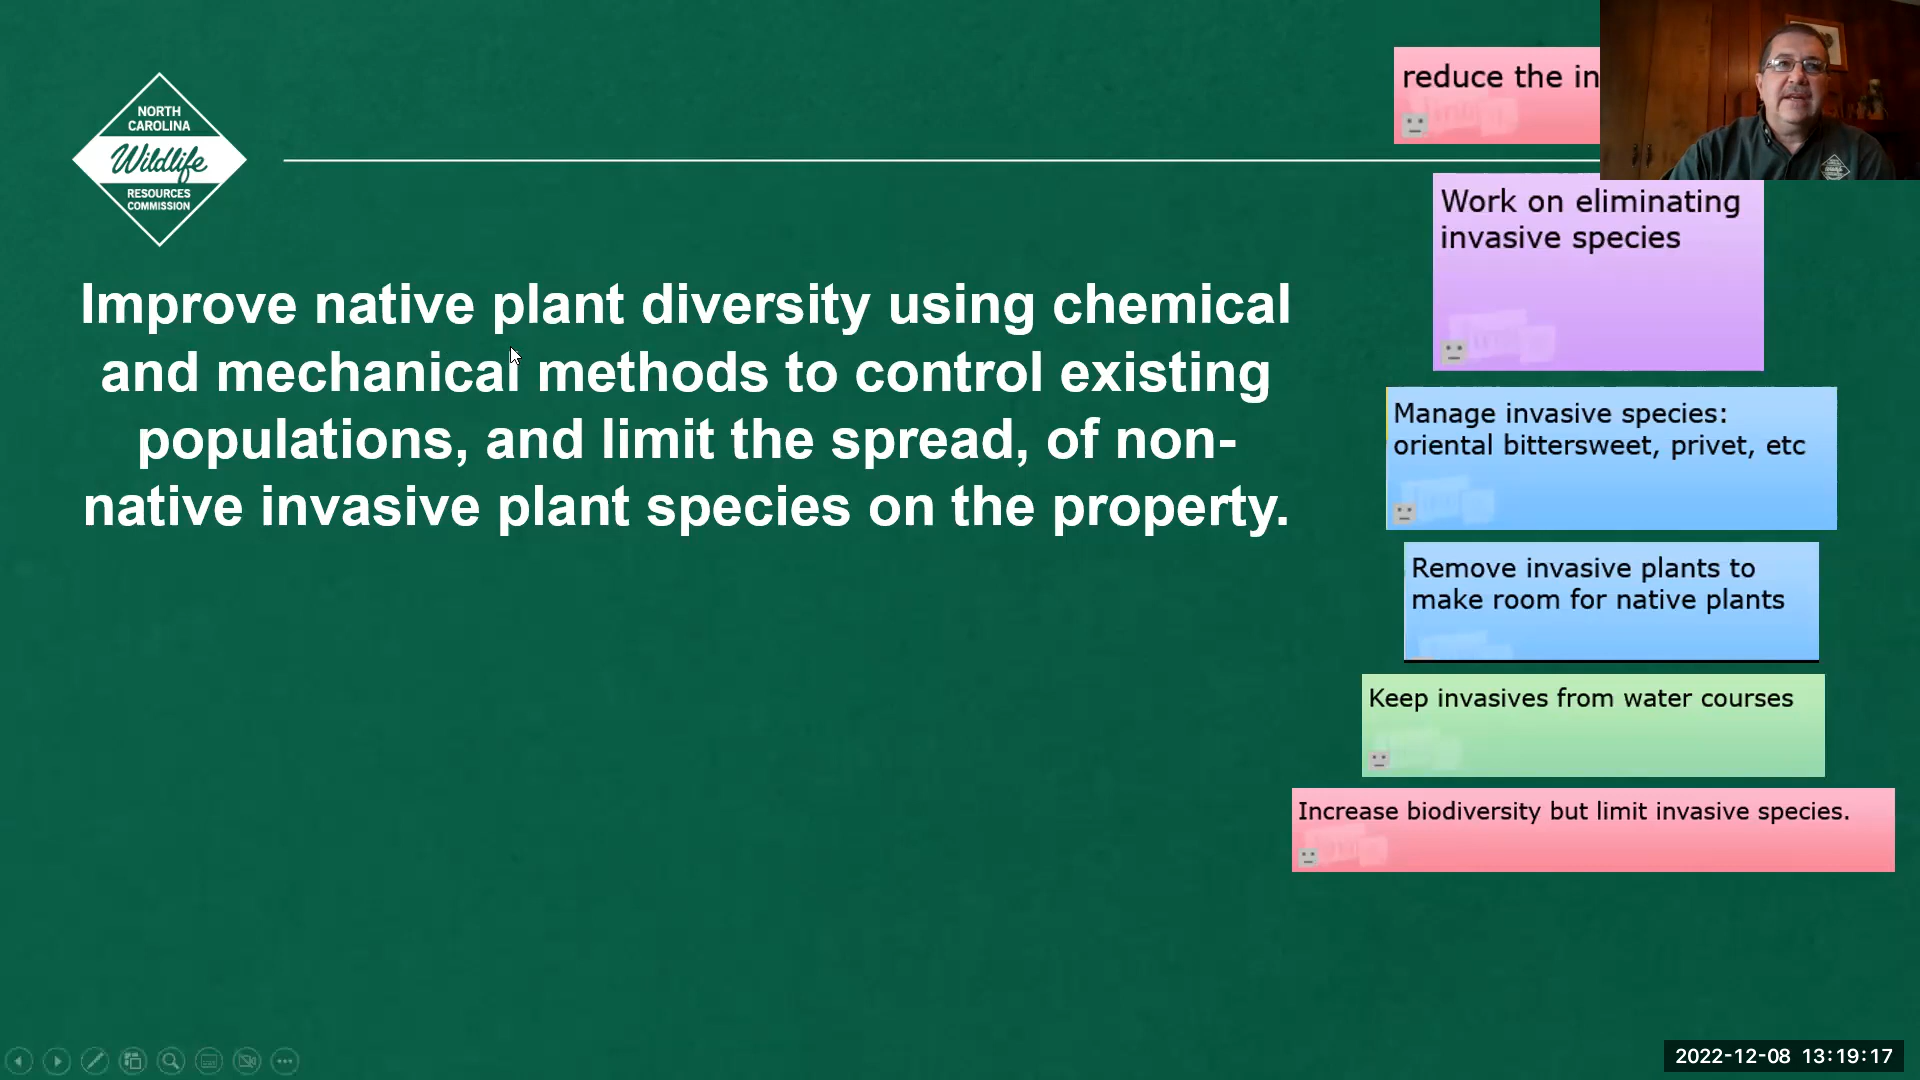 NORTH
CAROLINA
Wildlife
RESOURCES
COMMISSION
Improve native plant diversity using chemical
and mechanical methods to control existing
populations, and limit the spread, of non-
native invasive plant species on the property.
reduce the in
Work on eliminating
invasive species
Manage invasive species:
oriental bittersweet, privet, etc
Remove invasive plants to
make room for native plants
Keep invasives from water courses
Increase biodiversity but limit invasive species.
2022-12-08 13:19:17